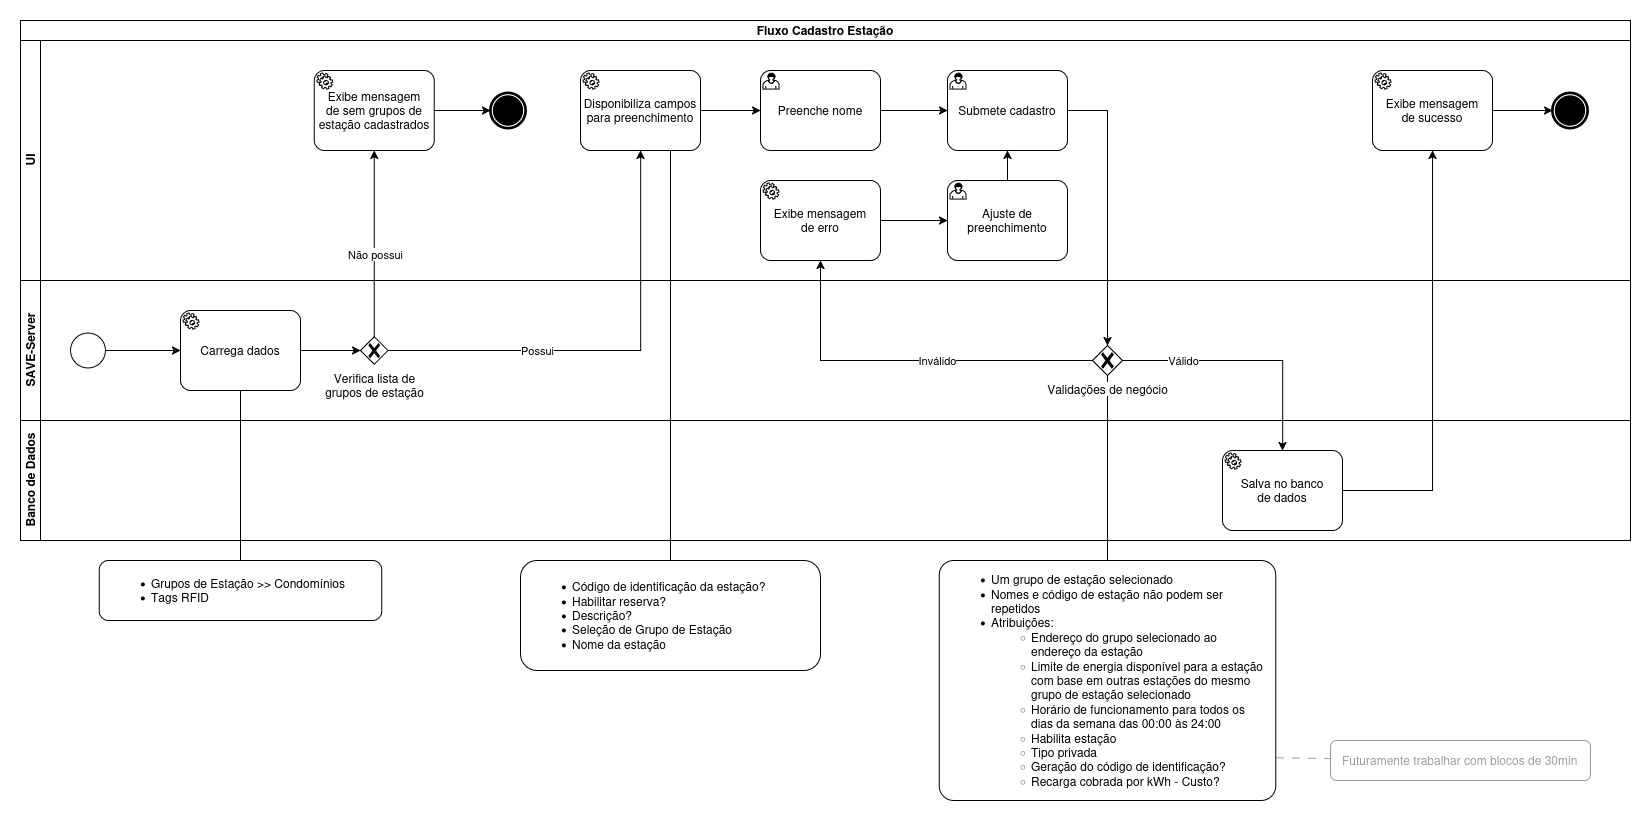 Fluxo Cadastro Estação
UI
Exibe mensagem
de sem grupos de
estação cadastrados
Disponibiliza campos
para preenchimento
Preenche nome
Submete cadastro
Exibe mensagem
de sucesso
Exibe mensagem
de erro
Ajuste de
preenchimento
Não possui
SAVE-Server
Carrega dados
Verifica lista de
grupos de estação
Possui
Inválido
Válido
Validações de negócio
Banco de Dados
Salva no banco
de dados
• Grupos de Estação >> Condomínios
• Tags RFID
• Código de identificação da estação?
• Habilitar reserva?
• Descrição?
• Seleção de Grupo de Estação
• Nome da estação
• Um grupo de estação selecionado
• Nomes e código de estação não podem ser
repetidos
• Atribuições:
○ Endereço do grupo selecionado ao
endereço da estação
○ Limite de energia disponível para a estação
com base em outras estações do mesmo
grupo de estação selecionado
○ Horário de funcionamento para todos os
dias da semana das 00:00 às 24:00
○ Habilita estação
○ Tipo privada
○ Geração do código de identificação?
○ Recarga cobrada por kWh - Custo?
Futuramente trabalhar com blocos de 30min